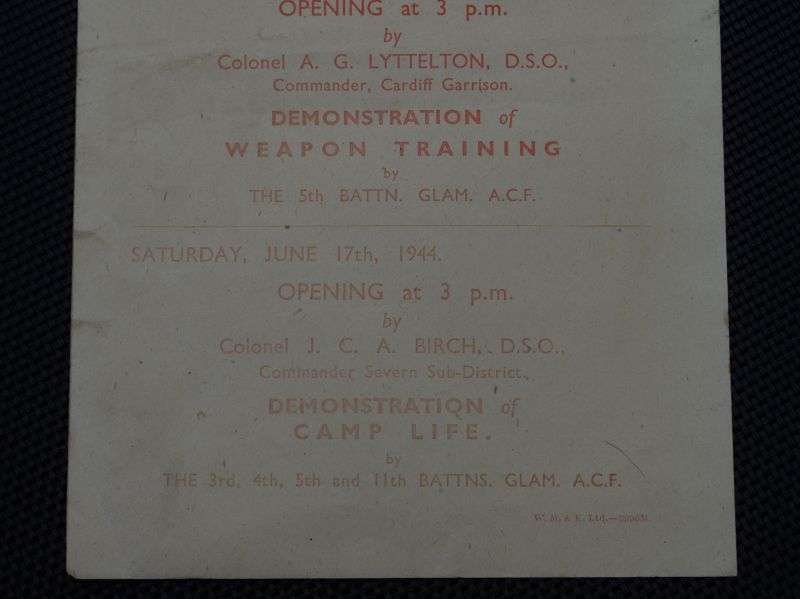 OPENING at 3 p.m.
by
Colonel A. G. LYTTELTON, D.S.O.,
Commander, Cardiff Garrison.
DEMONSTRATION of
WEAPON TRAINING
by
THE 5th BATTN. GLAM. A.C.F.
SATURDAY, JUNE 17th, 1944.
OPENING at 3 p.m.
by
Colonel J. C. A. BIRCH, D.S.O.,
Commander Severn Sub-District,
DEMONSTRATION of
CAMP LIFE.
by
THE 3rd, 4th, 5th and 11th BATTNS. GLAM. A.C.F.
W. M. & K. Ltd.—